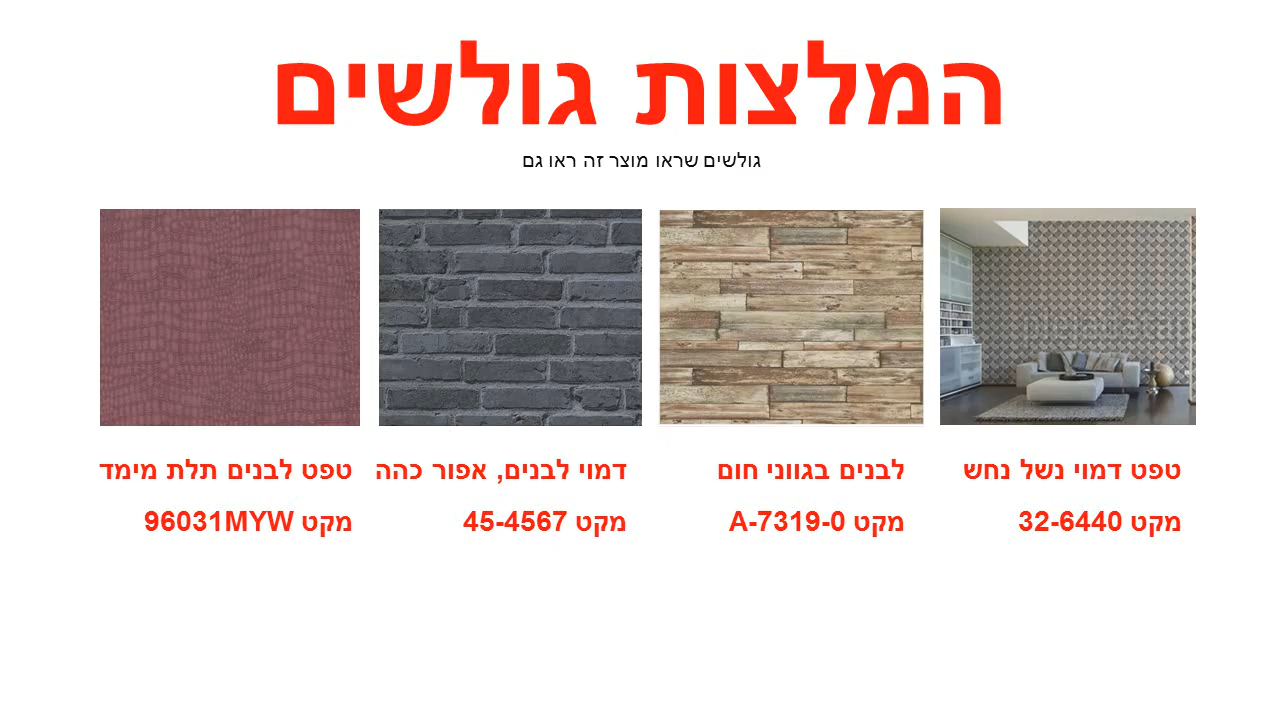 המלצות גולשים
גולשים שראו מוצר זה ראו גם
טפט דמוי נשל נחש
מקט 32-6440
לבנים בגווני חום
מקט A-7319-0
דמוי לבנים, אפור כהה
מקט 45-4567
טפט לבנים תלת מימד
מקט 96031MYW